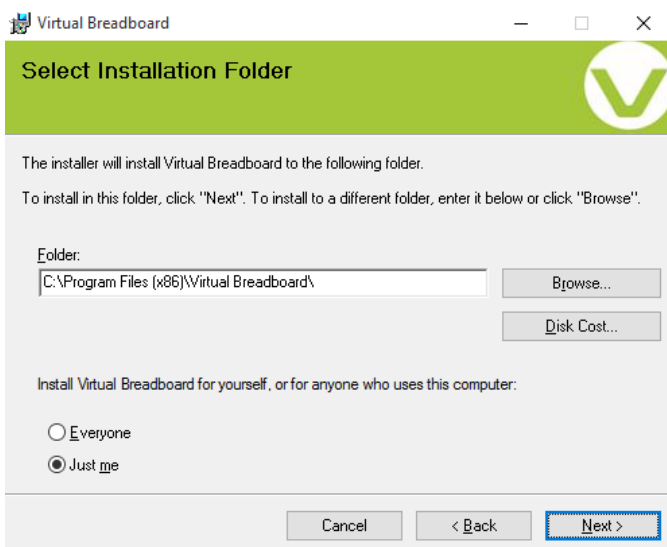 Virtual Breadboard
Select Installation Folder
The installer will install Virtual Breadboard to the following folder.
To install in this folder, click "Next". To install to a different folder, enter it below or click "Browse".
Folder:
C:\Program Files (x86)\Virtual Breadboard\
Browse...
Disk Cost...
Install Virtual Breadboard for yourself, or for anyone who uses this computer:
Everyone
Just me
Cancel
< Back
Next >